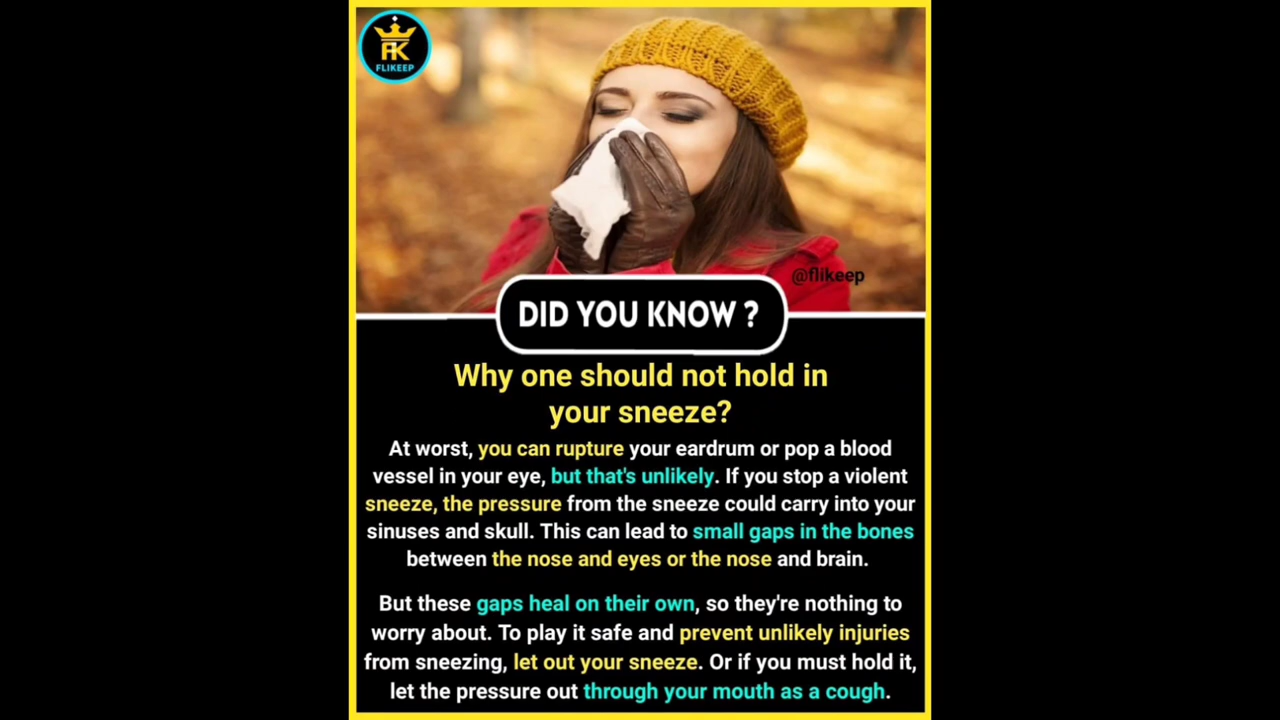 FK
FLIKEEP
@flikeep
DID YOU KNOW ?
Why one should not hold in
your sneeze?
At worst, you can rupture your eardrum or pop a blood
vessel in your eye, but that's unlikely. If you stop a violent
sneeze, the pressure from the sneeze could carry into your
sinuses and skull. This can lead to small gaps in the bones
between the nose and eyes or the nose and brain.
But these gaps heal on their own, so they're nothing to
worry about. To play it safe and prevent unlikely injuries
from sneezing, let out your sneeze. Or if you must hold it,
let the pressure out through your mouth as a cough.